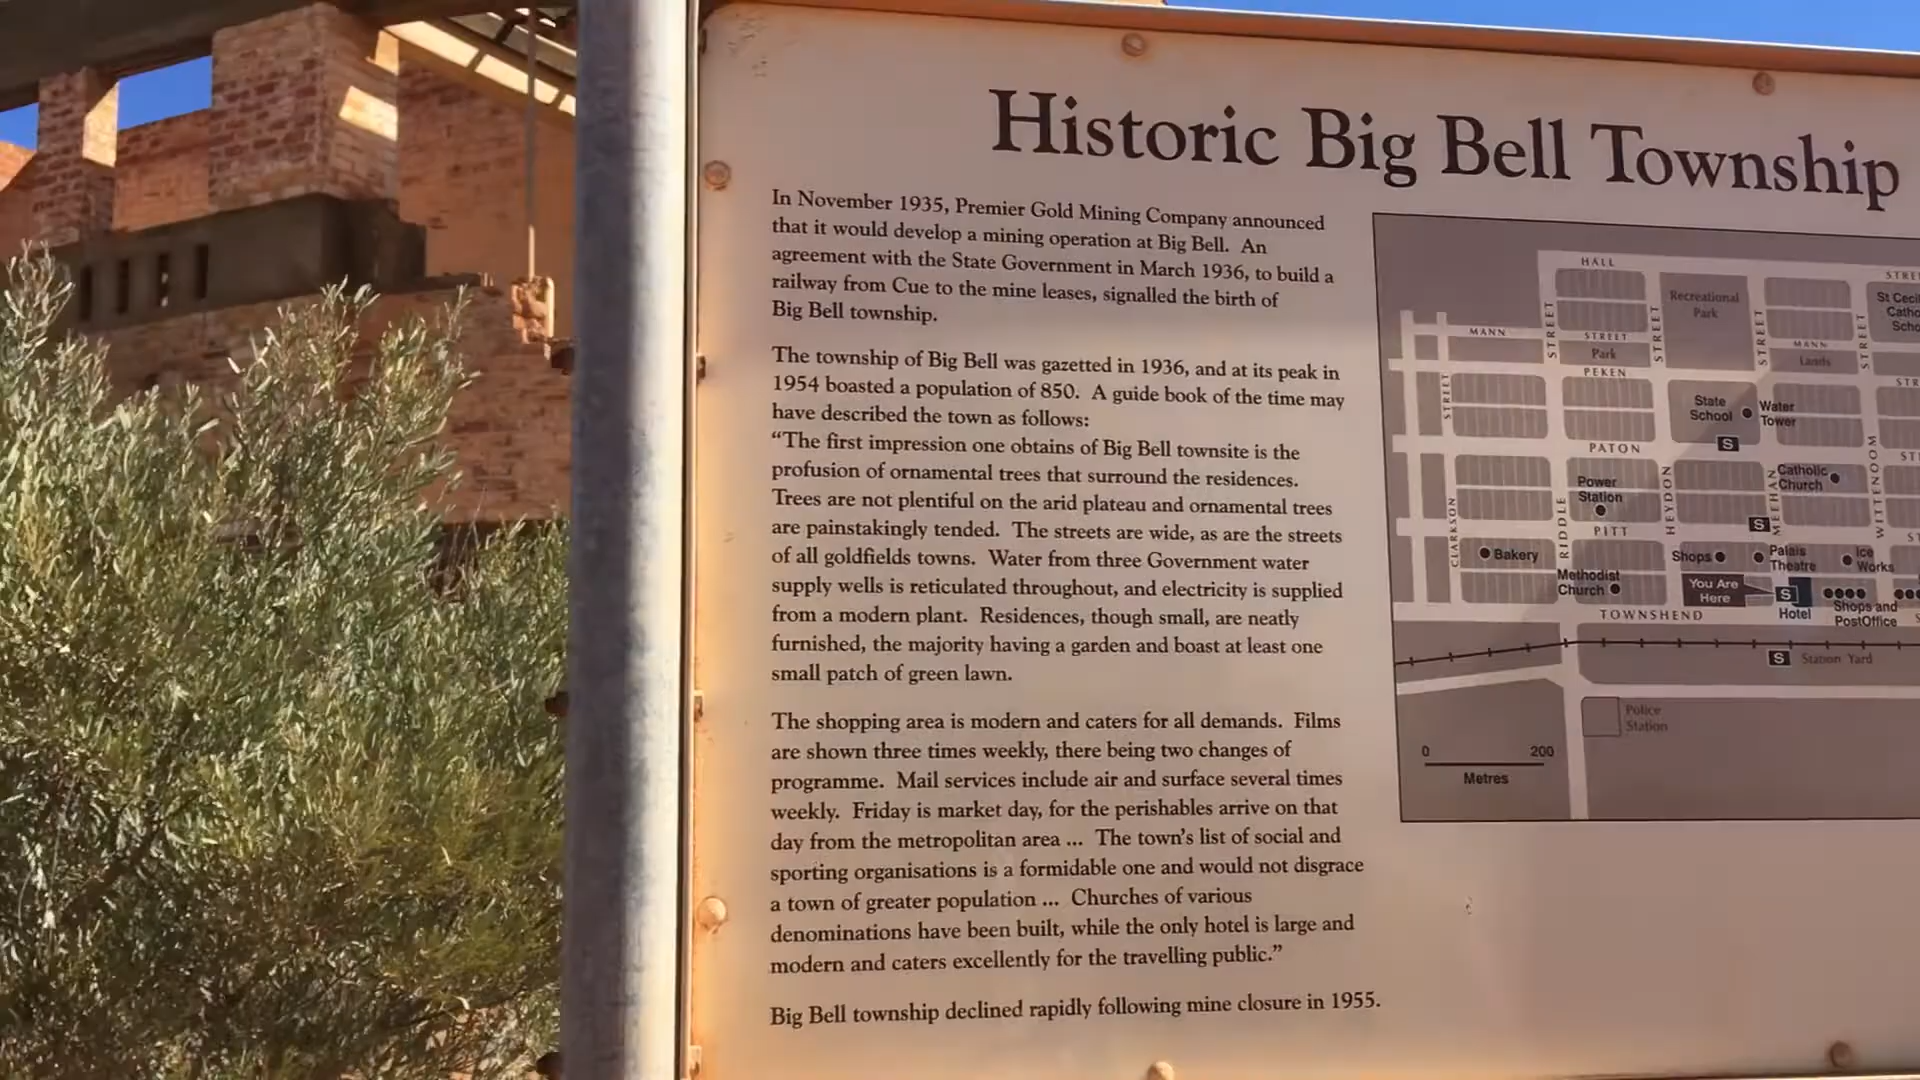 Historic Big Bell Township
In November 1935, Premier Gold Mining Company announced
that it would develop a mining operation at Big Bell. An
agreement with the State Government in March 1936, to build a
railway from Cue to the mine leases, signalled the birth of
Big Bell township.
The township of Big Bell was gazetted in 1936, and at its peak in
1954 boasted a population of 850. A guide book of the time may
have described the town as follows:
“The first impression one obtains of Big Bell townsite is the
profusion of ornamental trees that surround the residences.
Trees are not plentiful on the arid plateau and ornamental trees
are painstakingly tended. The streets are wide, as are the streets
of all goldfields towns. Water from three Government water
supply wells is reticulated throughout, and electricity is supplied
from a modern plant. Residences, though small, are neatly
furnished, the majority having a garden and boast at least one
small patch of green lawn.
The shopping area is modern and caters for all demands. Films
are shown three times weekly, there being two changes of
programme. Mail services include air and surface several times
weekly. Friday is market day, for the perishables arrive on that
day from the metropolitan area ... The town’s list of social and
sporting organisations is a formidable one and would not disgrace
a town of greater population ... Churches of various
denominations have been built, while the only hotel is large and
modern and caters excellently for the travelling public.”
Big Bell township declined rapidly following mine closure in 1955.
HALL
STREET
Recreational
Park
St Cecil
Catho
Scho
STREET
STREET
STREET
STREET
MANN
STREET
MANN
Park
Lands
PEKEN
STR
STREET
State
School
Water
Tower
S
PATON
ST
Power
Station
Catholic
Church
CLARKSON
RIDDLE
HEYDON
MEEHAN
WITTENOOM
S
PITT
ST
Bakery
Shops
Palais
Theatre
Ice
Works
Methodist
Church
You Are
Here
S
Hotel
Shops and
PostOffice
TOWNSHEND
S
S
Station Yard
Police
Station
0 200
Metres